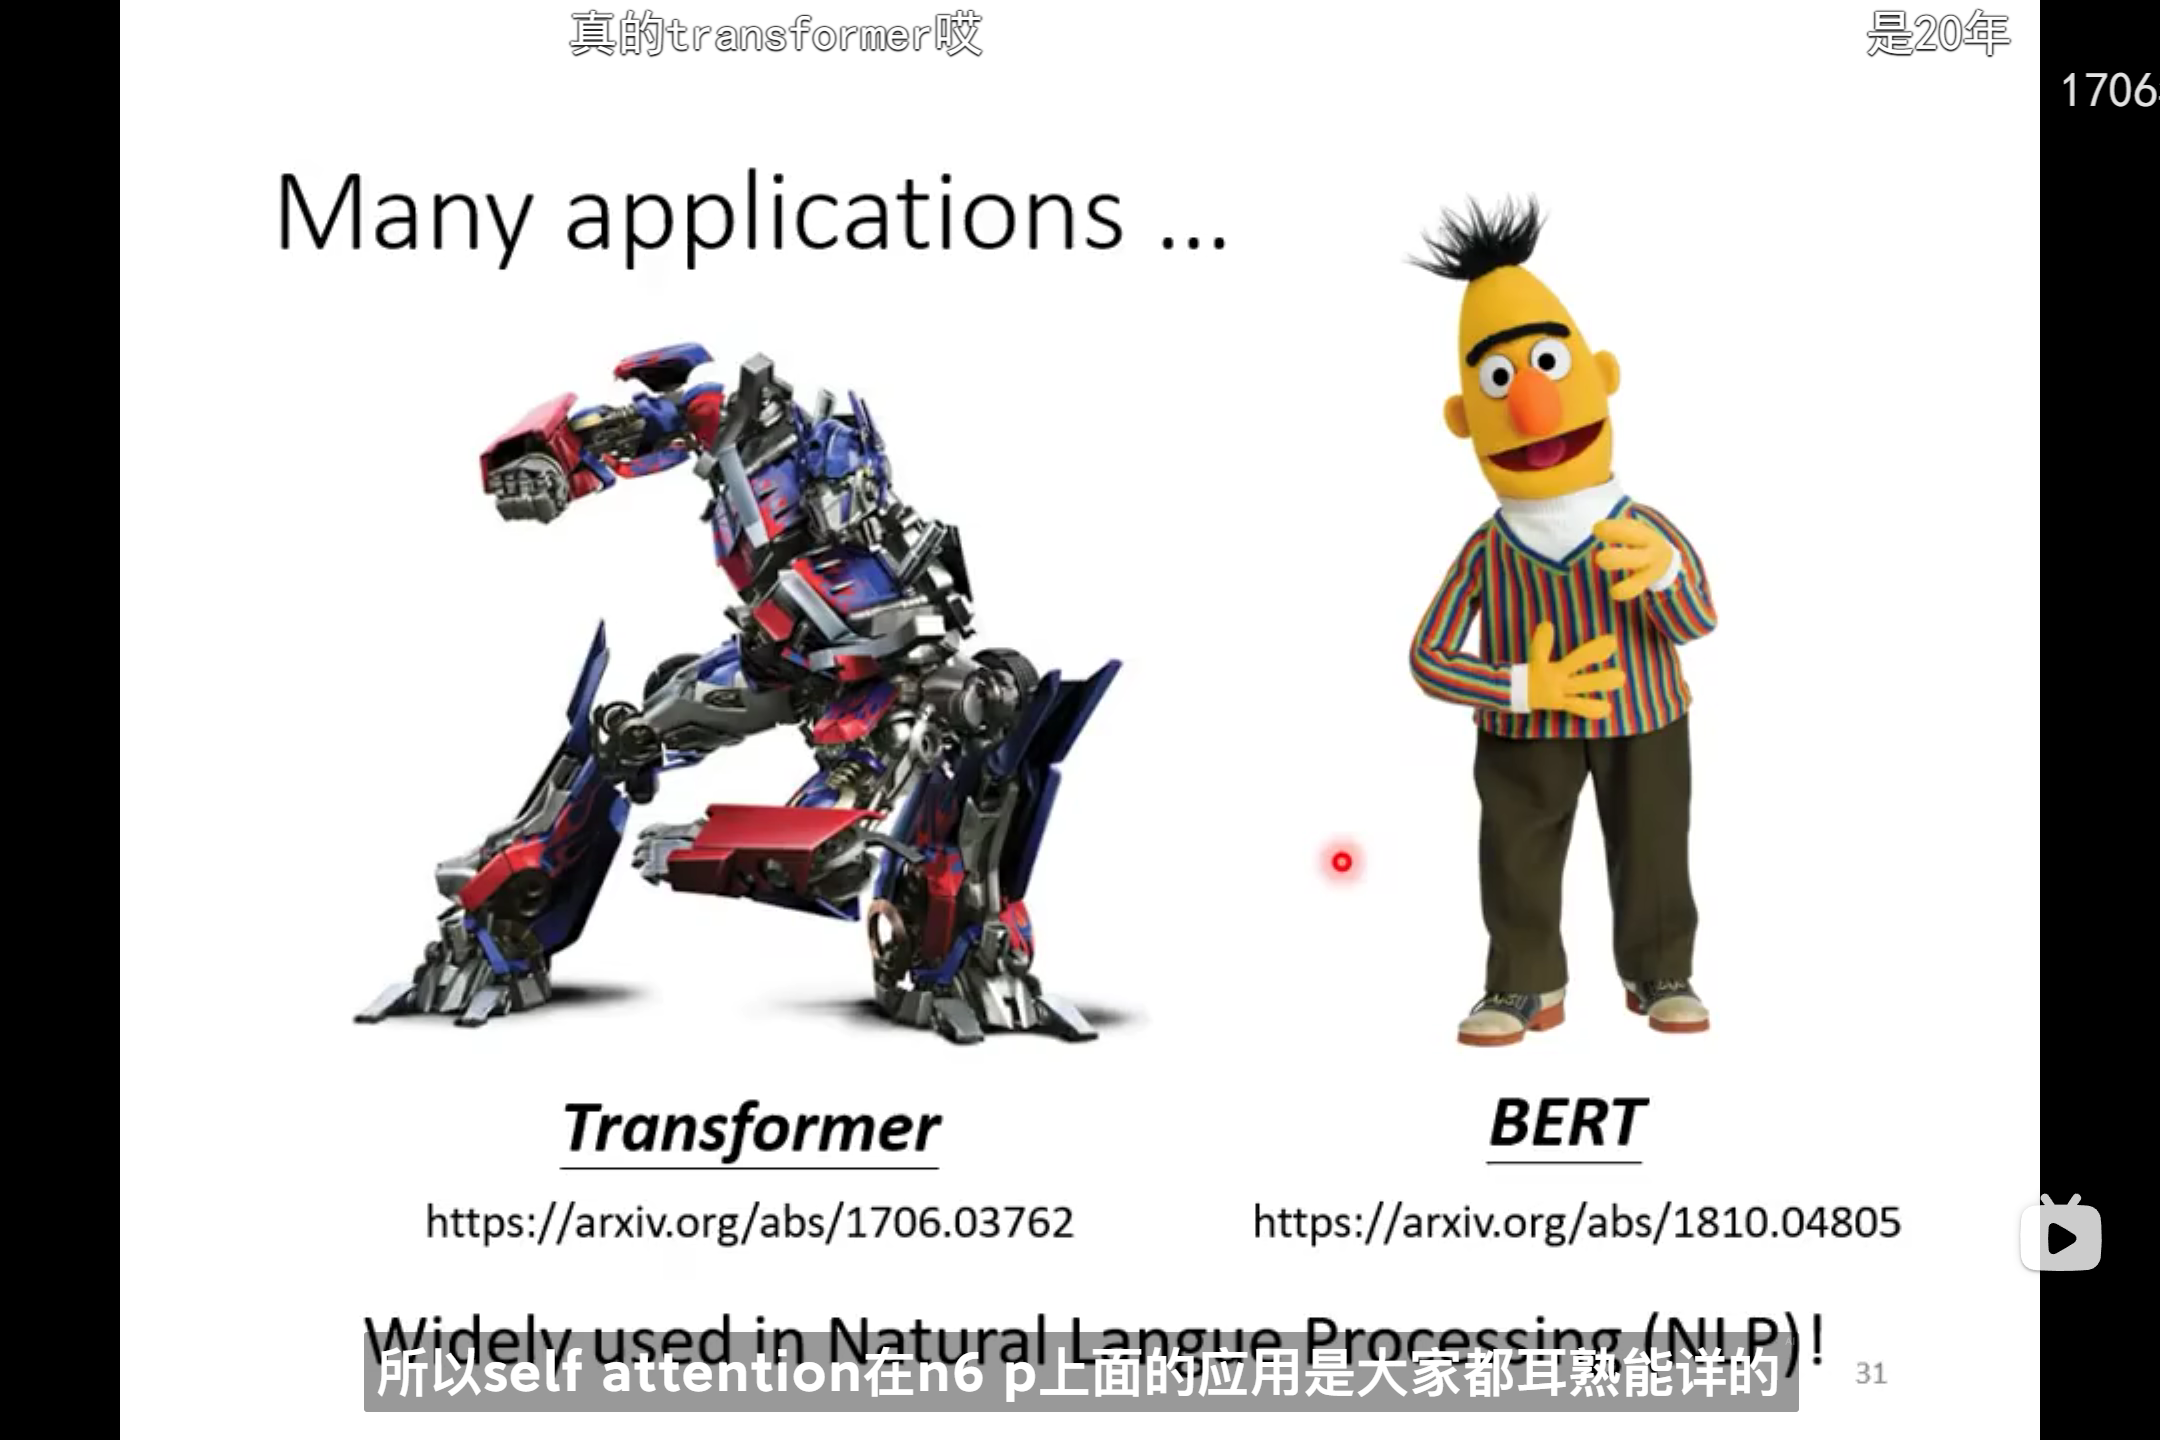 真的transformer哎
是20年
1706
Many applications ...
Transformer
BERT
https://arxiv.org/abs/1706.03762
https://arxiv.org/abs/1810.04805
Widely used in Natural Langue Processing (NLP)!
所以self attention在n6 p上面的应用是大家都耳熟能详的
31